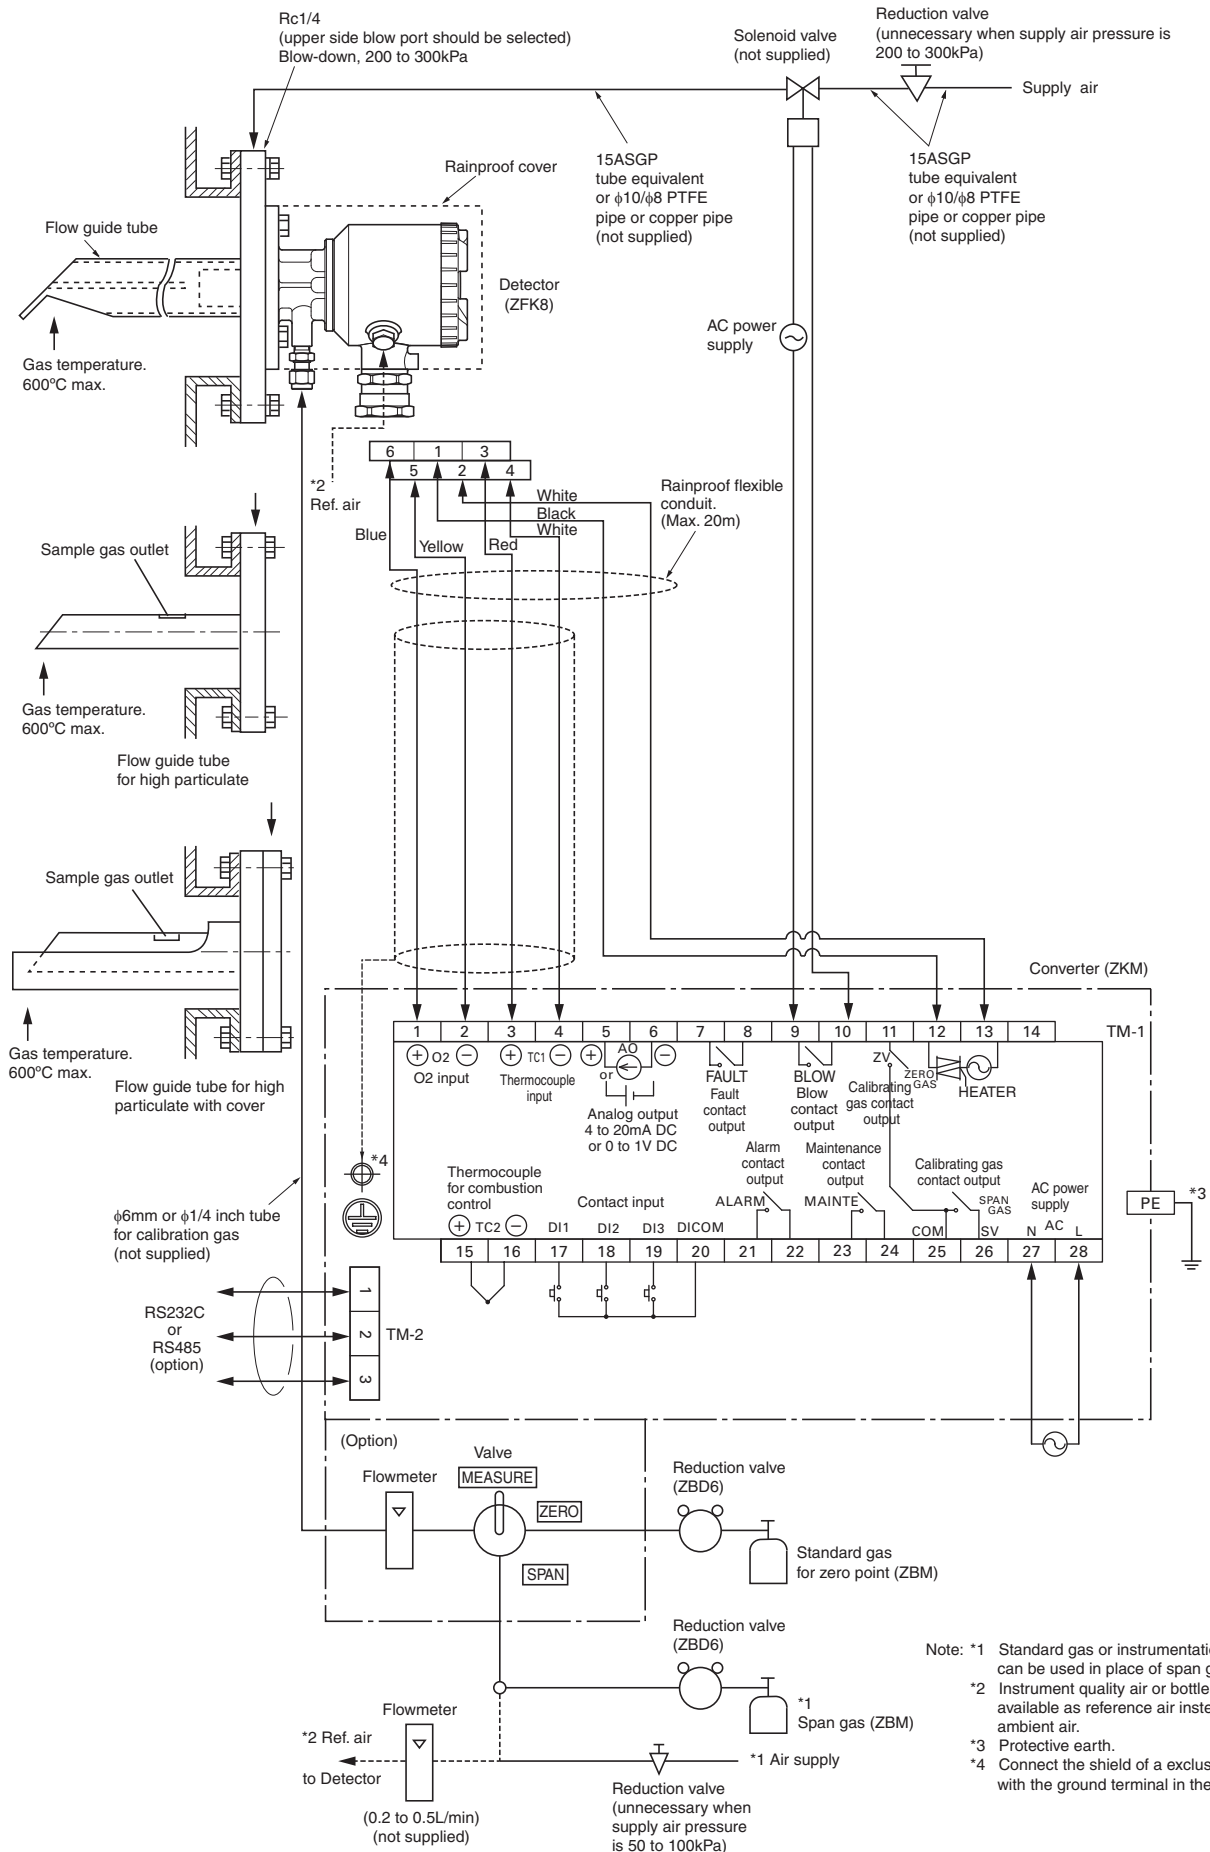 Rc1/4
(upper side blow port should be selected)
Blow-down, 200 to 300kPa
Solenoid valve
(not supplied)
Reduction valve
(unnecessary when supply air pressure is
200 to 300kPa)
Supply air
15ASGP
tube equivalent
or ϕ10/ϕ8 PTFE
pipe or copper pipe
(not supplied)
15ASGP
tube equivalent
or ϕ10/ϕ8 PTFE
pipe or copper pipe
(not supplied)
Rainproof cover
Flow guide tube
Detector
(ZFK8)
AC power
supply
Gas temperature.
600ºC max.
6 1 3
5 2 4
*2
Ref. air
White
Black
White
Blue
Yellow
Red
Rainproof flexible
conduit.
(Max. 20m)
Sample gas outlet
Gas temperature.
600ºC max.
Flow guide tube
for high particulate
Sample gas outlet
Gas temperature.
600ºC max.
Flow guide tube for high
particulate with cover
Converter (ZKM)
1 2 3 4 5 6 7 8 9 10 11 12 13 14
TM-1
+ O2 −
O2 input
+ TC1 −
Thermocouple
input
+ AO −
or
Analog output
4 to 20mA DC
or 0 to 1V DC
FAULT
Fault
contact
output
BLOW
Blow
contact
output
ZV
ZERO
GAS
Calibrating
gas contact
output
HEATER
*4
Thermocouple
for combustion
control
+ TC2 −
Contact input
DI1 DI2 DI3 DICOM
Alarm
contact
output
ALARM
Maintenance
contact
output
MAINTE
Calibrating gas
contact output
SPAN
GAS
COM
SV
AC power
supply
N AC L
15 16 17 18 19 20 21 22 23 24 25 26 27 28
PE
*3
ϕ6mm or ϕ1/4 inch tube
for calibration gas
(not supplied)
RS232C
or
RS485
(option)
1
2
3
TM-2
(Option)
Flowmeter
Valve
MEASURE
ZERO
SPAN
Reduction valve
(ZBD6)
Standard gas
for zero point (ZBM)
Reduction valve
(ZBD6)
*1
Span gas (ZBM)
Flowmeter
*2 Ref. air
to Detector
(0.2 to 0.5L/min)
(not supplied)
*1 Air supply
Reduction valve
(unnecessary when
supply air pressure
is 50 to 100kPa)
Note: *1 Standard gas or instrumentati
can be used in place of span g
*2 Instrument quality air or bottle
available as reference air inste
ambient air.
*3 Protective earth.
*4 Connect the shield of a exclus
with the ground terminal in the